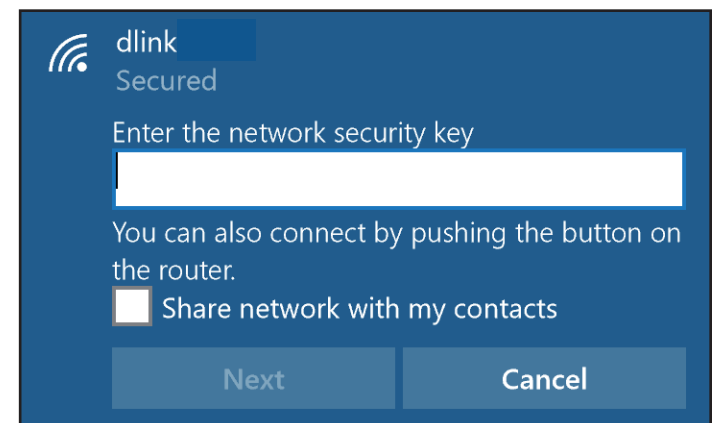 dlink
Secured
Enter the network security key
You can also connect by pushing the button on
the router.
Share network with my contacts
Next
Cancel